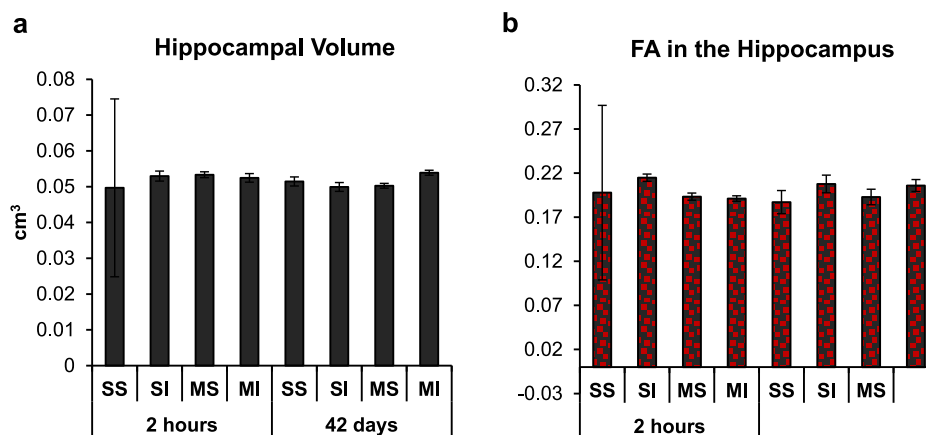 a
Hippocampal Volume
0.08
0.07
0.06
0.05
0.04
0.03
0.02
0.01
0
cm³
SS SI MS MI SS SI MS MI
2 hours 42 days
b
FA in the Hippocampus
0.32
0.27
0.22
0.17
0.12
0.07
0.02
-0.03
SS SI MS MI SS SI MS
2 hours